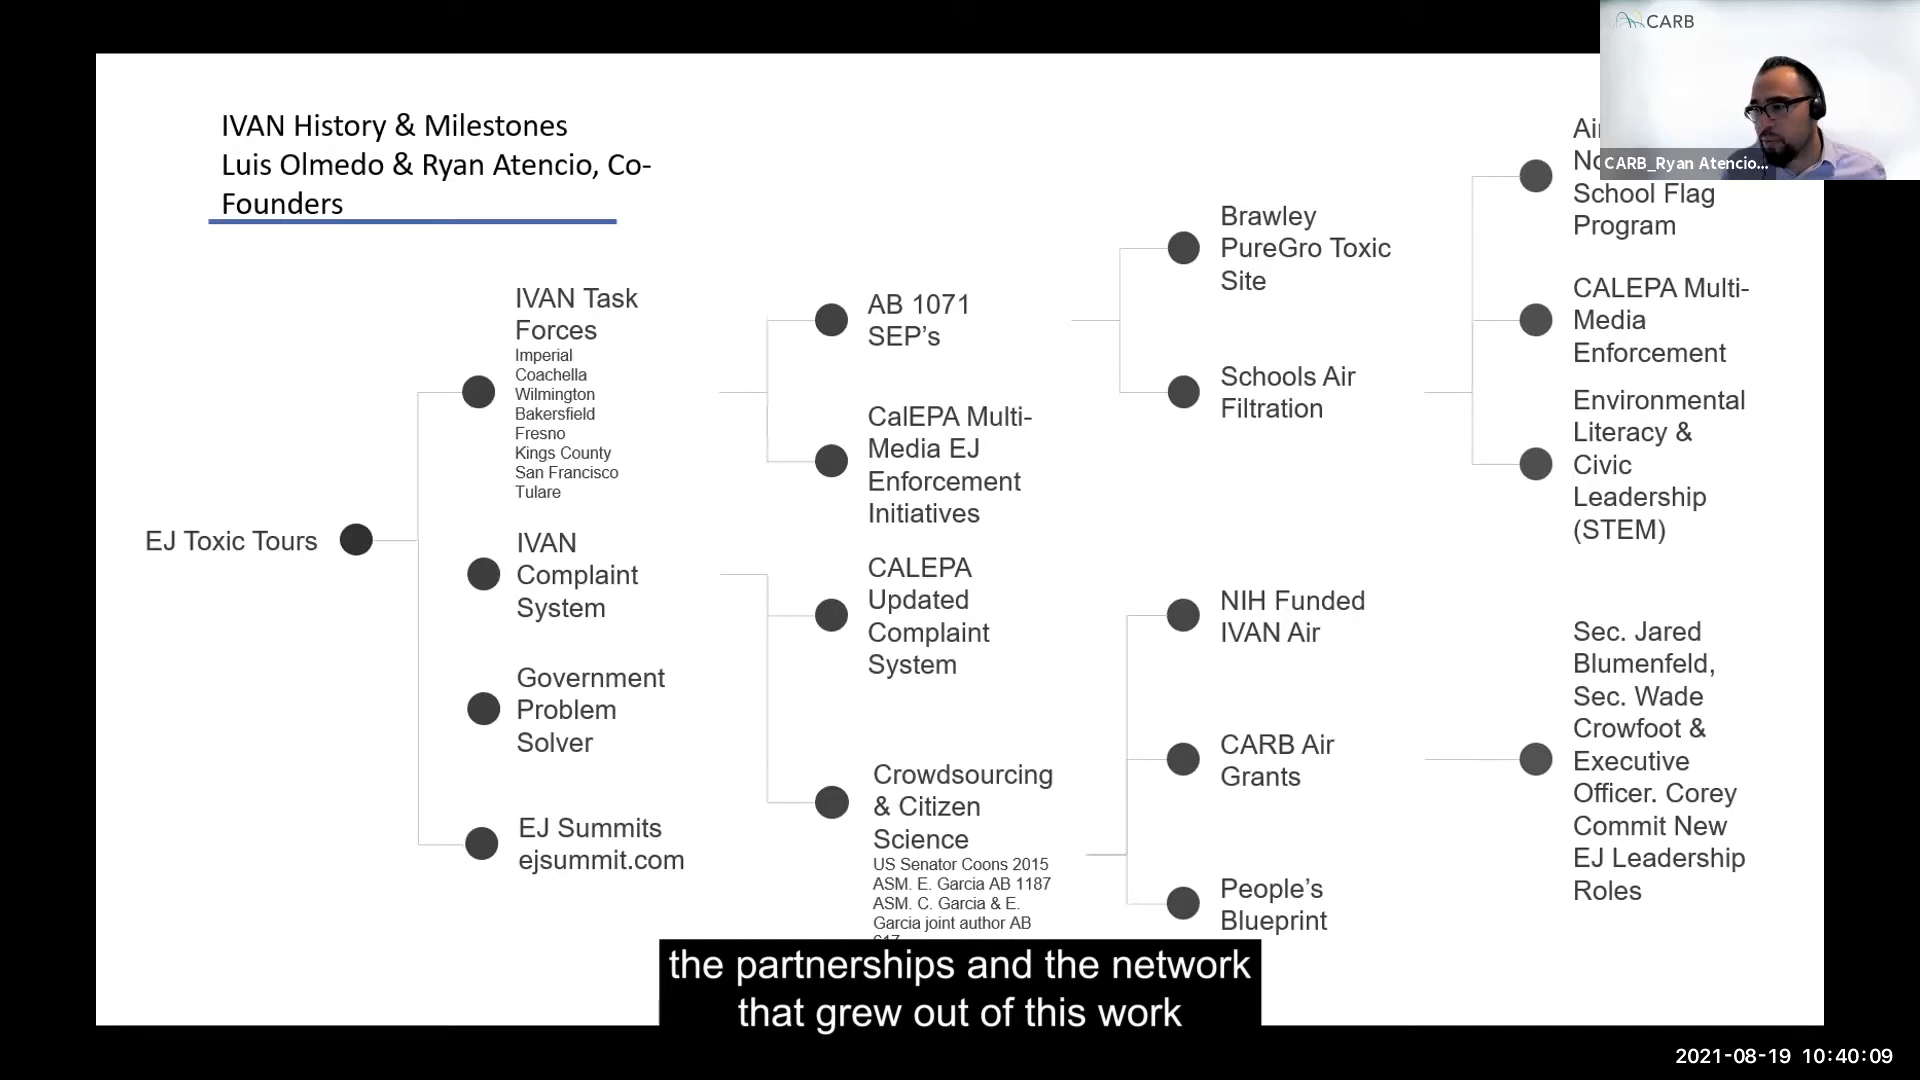 IVAN History & Milestones
Luis Olmedo & Ryan Atencio, Co-
Founders
EJ Toxic Tours
IVAN Task
Forces
Imperial
Coachella
Wilmington
Bakersfield
Fresno
Kings County
San Francisco
Tulare
IVAN
Complaint
System
Government
Problem
Solver
EJ Summits
ejsummit.com
AB 1071
SEP’s
CalEPA Multi-
Media EJ
Enforcement
Initiatives
CALEPA
Updated
Complaint
System
Crowdsourcing
& Citizen
Science
US Senator Coons 2015
ASM. E. Garcia AB 1187
ASM. C. Garcia & E.
Garcia joint author AB
Brawley
PureGro Toxic
Site
Schools Air
Filtration
NIH Funded
IVAN Air
CARB Air
Grants
People’s
Blueprint
School Flag
Program
CALEPA Multi-
Media
Enforcement
Environmental
Literacy &
Civic
Leadership
(STEM)
Sec. Jared
Blumenfeld,
Sec. Wade
Crowfoot &
Executive
Officer. Corey
Commit New
EJ Leadership
Roles
CARB
CARB_Ryan Atencio...
the partnerships and the network
that grew out of this work
2021-08-19 10:40:09